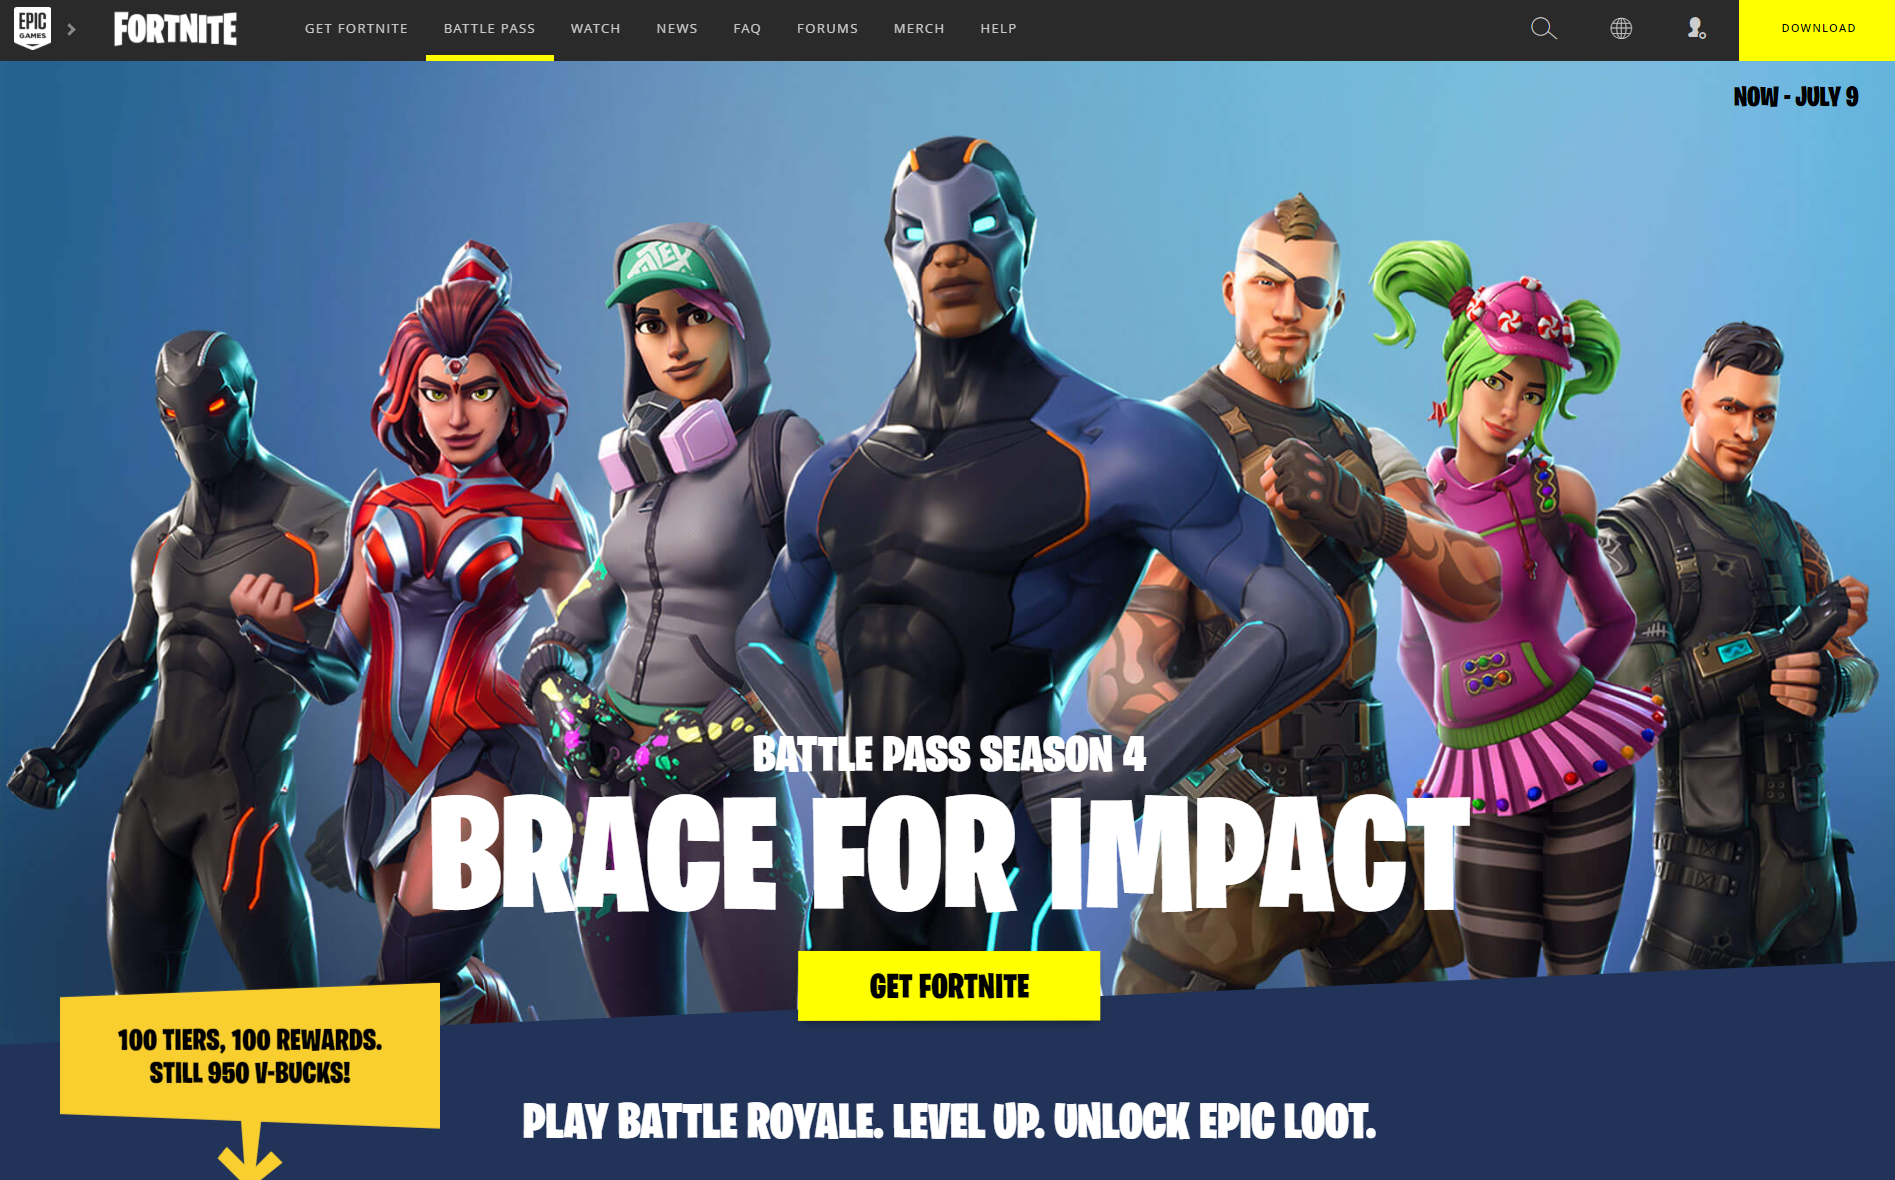 EPIC
GAMES
FORTNITE
GET FORTNITE
BATTLE PASS
WATCH
NEWS
FAQ
FORUMS
MERCH
HELP
DOWNLOAD
NOW - JULY 9
BATTLE PASS SEASON 4
BRACE FOR IMPACT
GET FORTNITE
100 TIERS, 100 REWARDS.
STILL 950 V-BUCKS!
PLAY BATTLE ROYALE. LEVEL UP. UNLOCK EPIC LOOT.